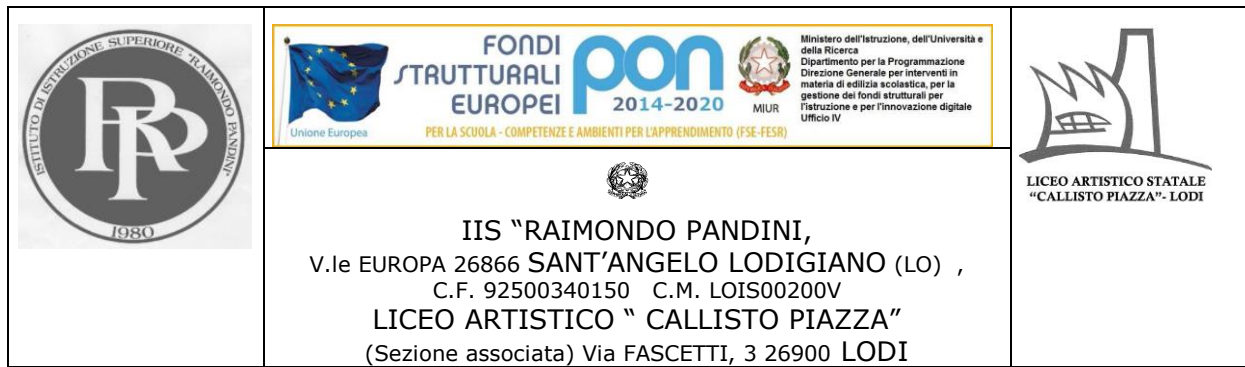 ISTITUTO DI ISTRUZIONE SUPERIORE "RAIMONDO PANDINI"
RP
1980
Unione Europea
FONDI
STRUTTURALI
EUROPEI
pon
2014-2020
MIUR
Ministero dell'Istruzione, dell'Università e
della Ricerca
Dipartimento per la Programmazione
Direzione Generale per interventi in
materia di edilizia scolastica, per la
gestione dei fondi strutturali per
l'istruzione e per l'innovazione digitale
Ufficio IV
PER LA SCUOLA - COMPETENZE E AMBIENTI PER L'APPRENDIMENTO (FSE-FESR)
IIS “RAIMONDO PANDINI,
V.le EUROPA 26866 SANT’ANGELO LODIGIANO (LO) ,
C.F. 92500340150 C.M. LOIS00200V
LICEO ARTISTICO “ CALLISTO PIAZZA”
(Sezione associata) Via FASCETTI, 3 26900 LODI
LICEO ARTISTICO STATALE
“CALLISTO PIAZZA”- LODI